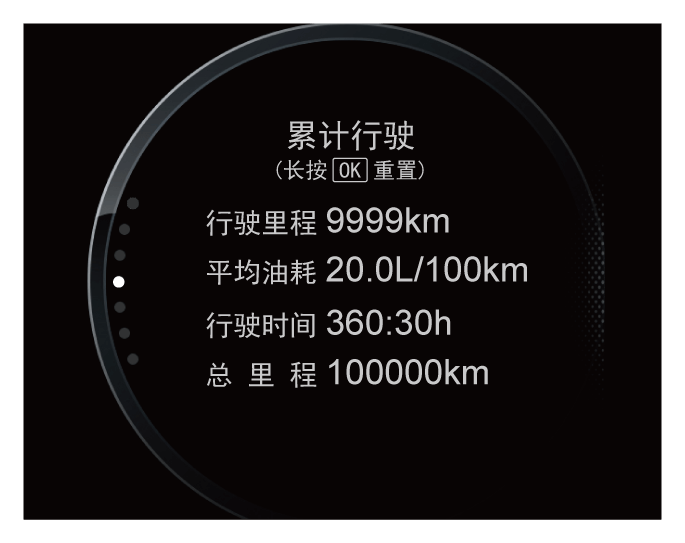 累计行驶
(长按 OK 重置)
行驶里程 9999km
平均油耗 20.0L/100km
行驶时间 360:30h
总 里 程 100000km